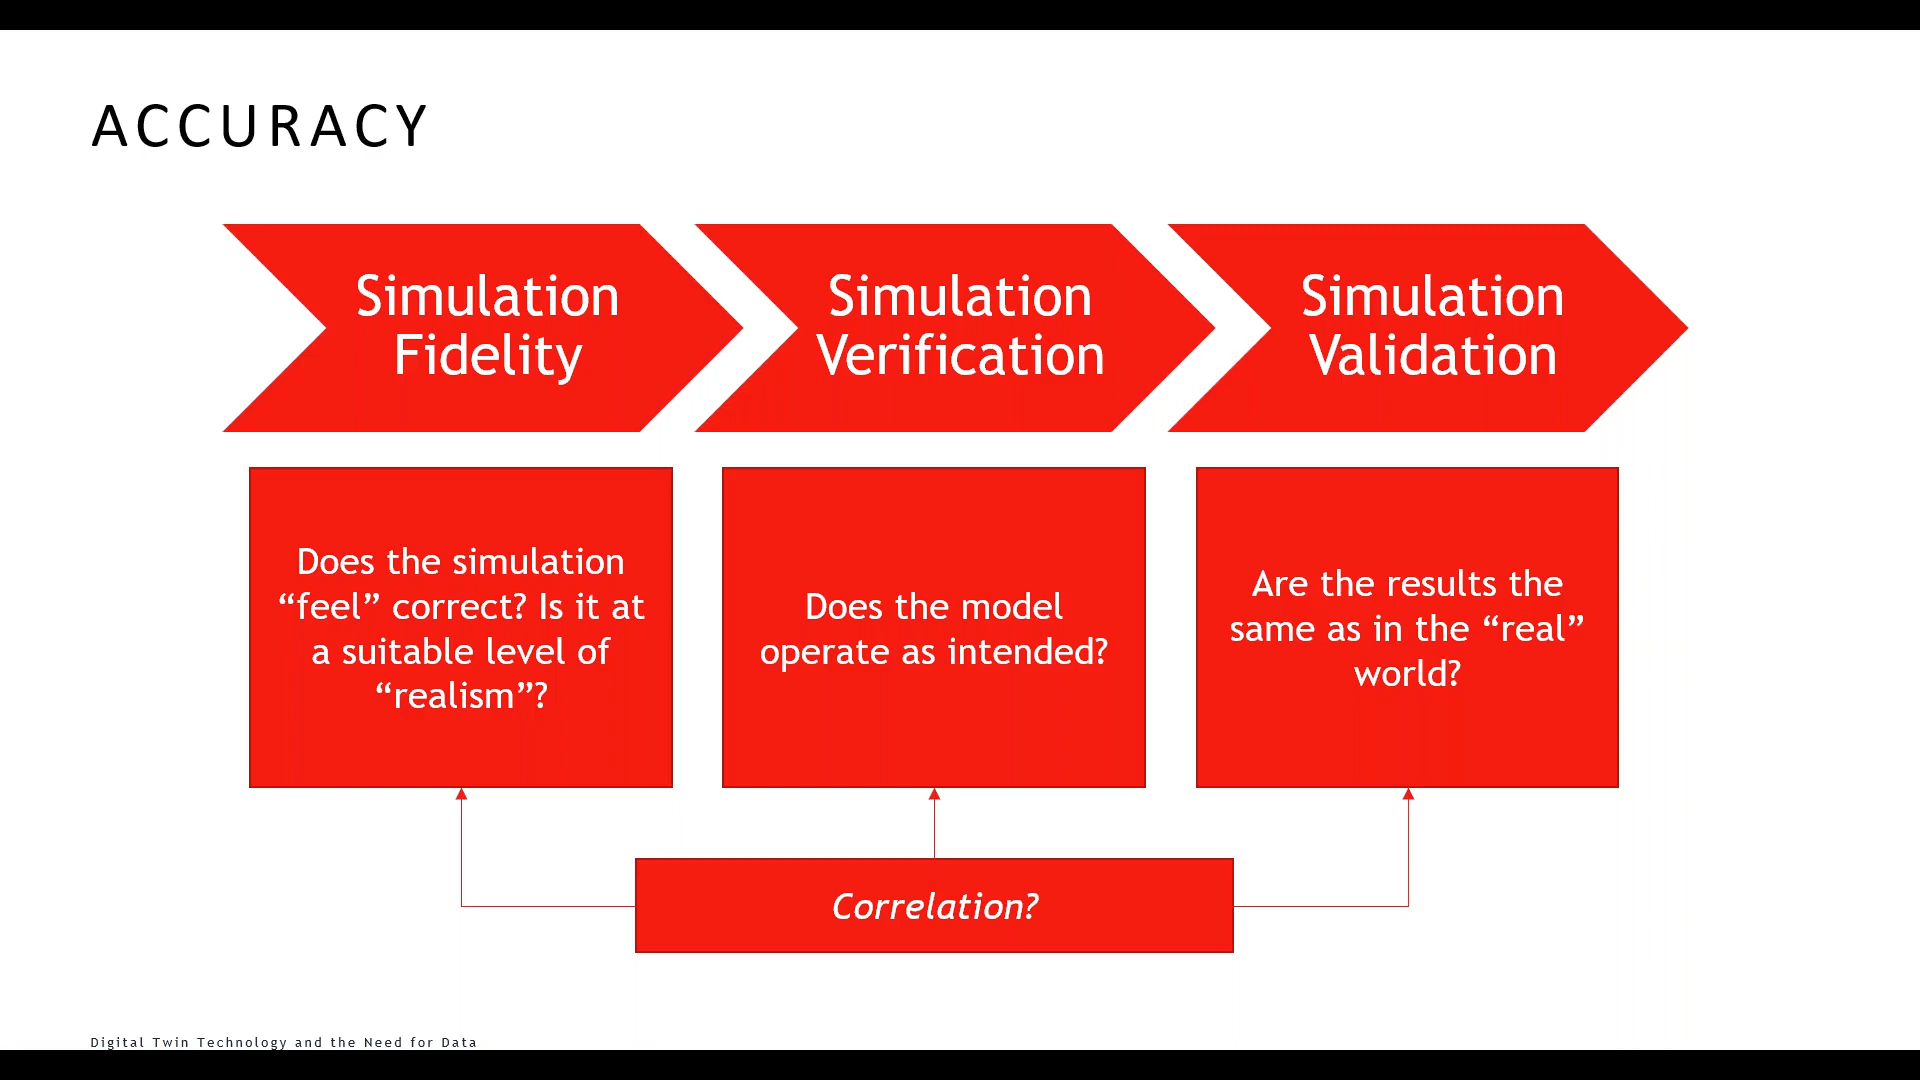 ACCURACY
Simulation
Fidelity
Simulation
Verification
Simulation
Validation
Does the simulation
“feel” correct? Is it at
a suitable level of
“realism”?
Does the model
operate as intended?
Are the results the
same as in the “real”
world?
Correlation?
Digital Twin Technology and the Need for Data